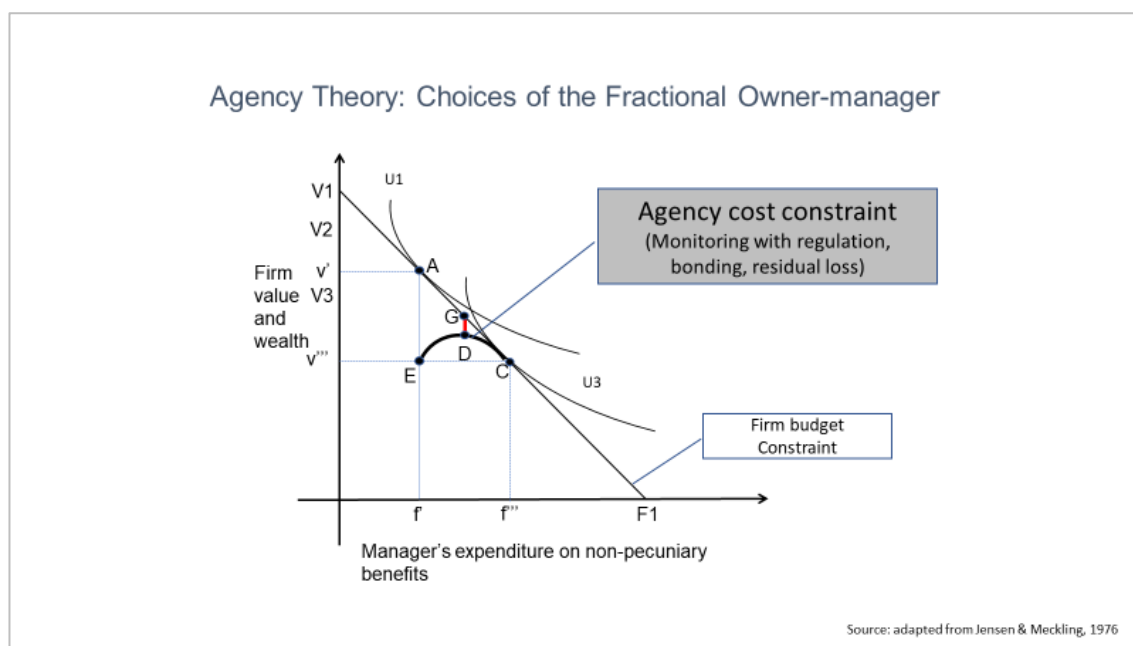 Agency Theory: Choices of the Fractional Owner-manager
V1
U1
V2
Agency cost constraint
(Monitoring with regulation,
bonding, residual loss)
A
Firm
value
and
wealth
v'
V3
G
D
v'''
E
C
U3
Firm budget
Constraint
f'
f'''
F1
Manager's expenditure on non-pecuniary
benefits
Source: adapted from Jensen & Meckling, 1976